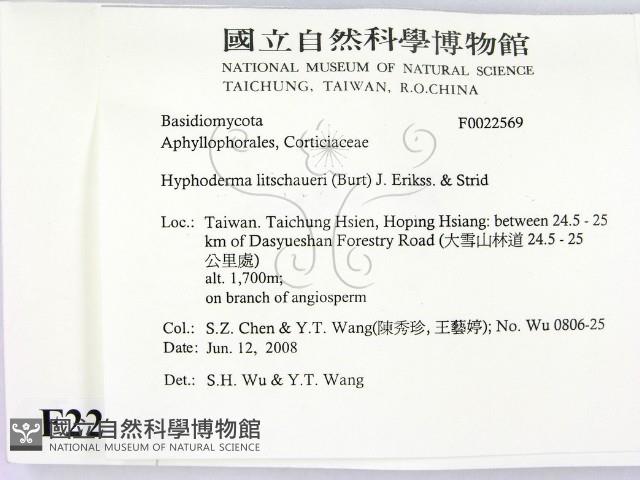 國立自然科學博物館
NATIONAL MUSEUM OF NATURAL SCIENCE
TAICHUNG, TAIWAN, R.O.CHINA
Basidiomycota F0022569
Aphyllophorales, Corticiaceae
Hyphoderma litschaueri (Burt) J. Erikss. & Strid
Loc.: Taiwan. Taichung Hsien, Hoping Hsiang: between 24.5 - 25
km of Dasyueshan Forestry Road (大雪山林道 24.5 - 25
公里處)
alt. 1,700m;
on branch of angiosperm
Col.: S.Z. Chen & Y.T. Wang(陳秀珍, 王藝婷); No. Wu 0806-25
Date: Jun. 12, 2008
Det.: S.H. Wu & Y.T. Wang
F22
國立自然科學博物館
NATIONAL MUSEUM OF NATURAL SCIENCE